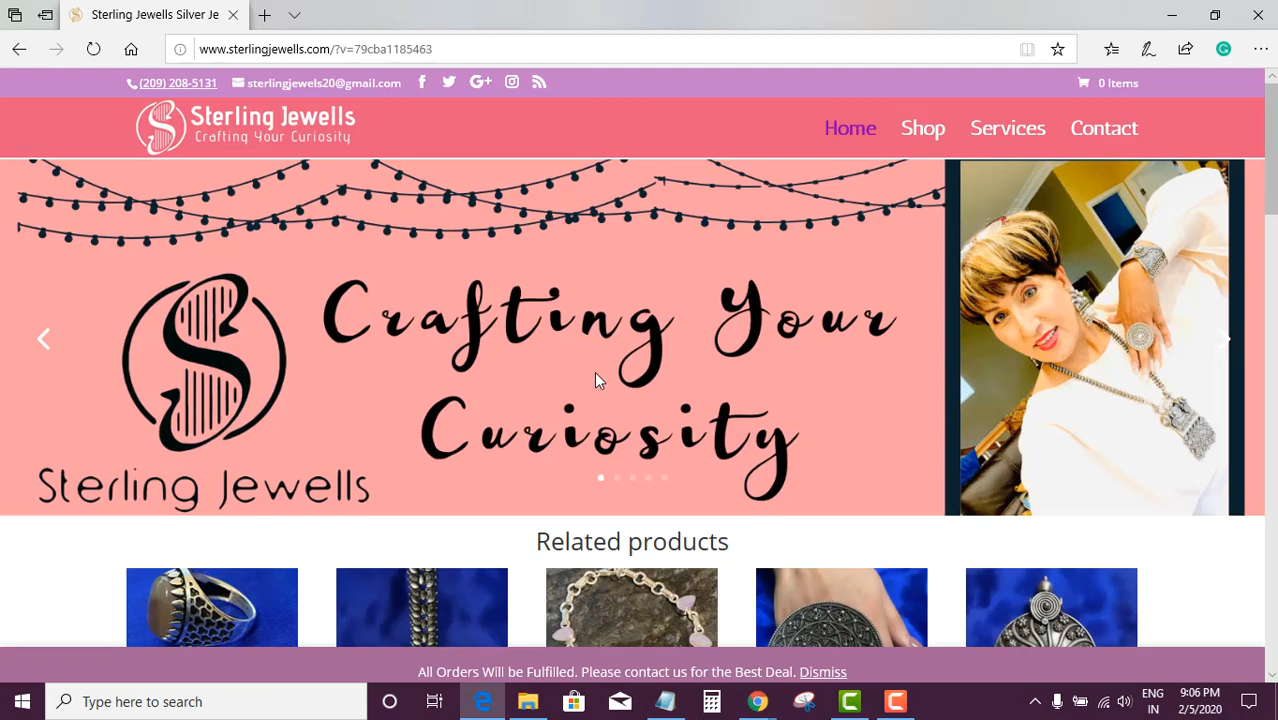 Sterling Jewells Silver Je
www.sterlingjewells.com/?v=79cba1185463
(209) 208-5131
sterlingjewels20@gmail.com
0 Items
Sterling Jewells
Crafting Your Curiosity
Home
Shop
Services
Contact
Crafting Your
Curiosity
Sterling Jewells
Related products
All Orders Will be Fulfilled. Please contact us for the Best Deal. Dismiss
Type here to search
ENG
IN
9:06 PM
2/5/2020